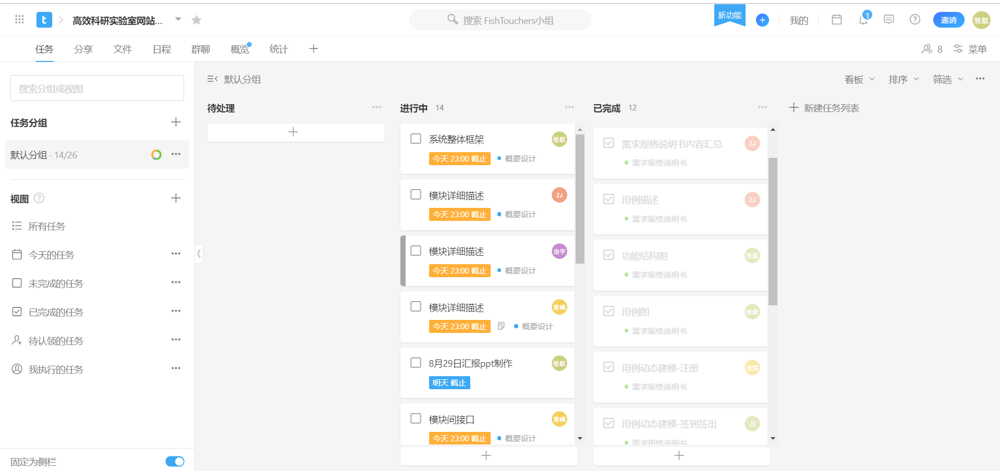 t
高效科研实验室网站...
搜索 FishTouchers小组
新功能
我的
1
邀请
张歆
任务
分享
文件
日程
群聊
概览
统计
8
菜单
搜索分组或视图
任务分组
默认分组 · 14/26
视图
所有任务
今天的任务
未完成的任务
已完成的任务
待认领的任务
我执行的任务
固定为侧栏
默认分组
看板
排序
筛选
待处理
进行中 14
系统整体框架
张歆
今天 23:00 截止
概要设计
模块详细描述
ZJ
今天 23:00 截止
概要设计
模块详细描述
治宇
今天 23:00 截止
概要设计
模块详细描述
青峰
今天 23:00 截止
概要设计
8月29日汇报ppt制作
张歆
明天 截止
模块间接口
青峰
今天 23:00 截止
概要设计
已完成 12
需求规格说明书内容汇总
ZJ
需求规格说明书
用例描述
ZJ
需求规格说明书
功能结构图
张歆
需求规格说明书
用例图
张歆
需求规格说明书
用例动态建模-注册
需求规格说明书
用例动态建模-签到签出
JX
需求规格说明书
新建任务列表